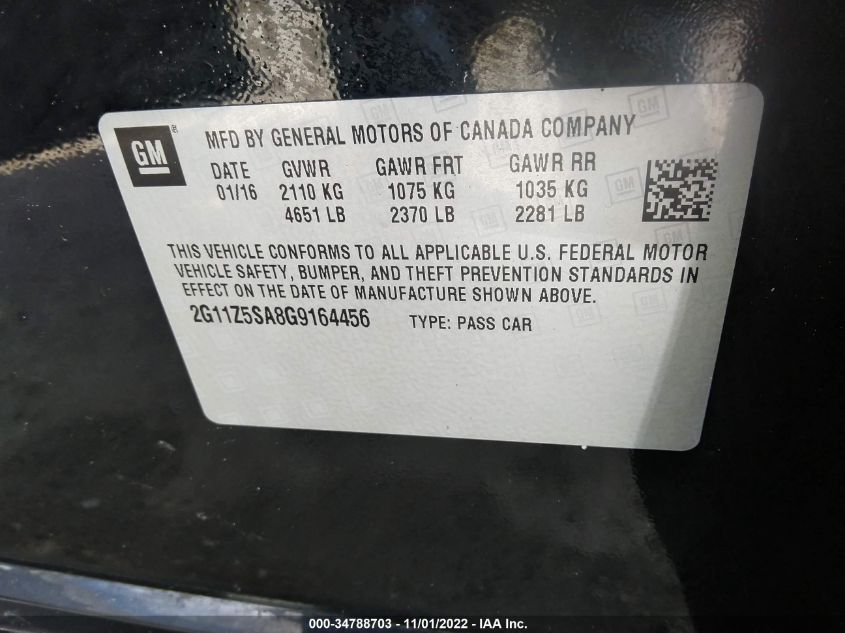 GM ®
MFD BY GENERAL MOTORS OF CANADA COMPANY
DATE GVWR GAWR FRT GAWR RR
01/16 2110 KG 1075 KG 1035 KG
4651 LB 2370 LB 2281 LB
THIS VEHICLE CONFORMS TO ALL APPLICABLE U.S. FEDERAL MOTOR
VEHICLE SAFETY, BUMPER, AND THEFT PREVENTION STANDARDS IN
EFFECT ON THE DATE OF MANUFACTURE SHOWN ABOVE.
2G11Z5SA8G9164456 TYPE: PASS CAR
000-34788703 - 11/01/2022 - IAA Inc.